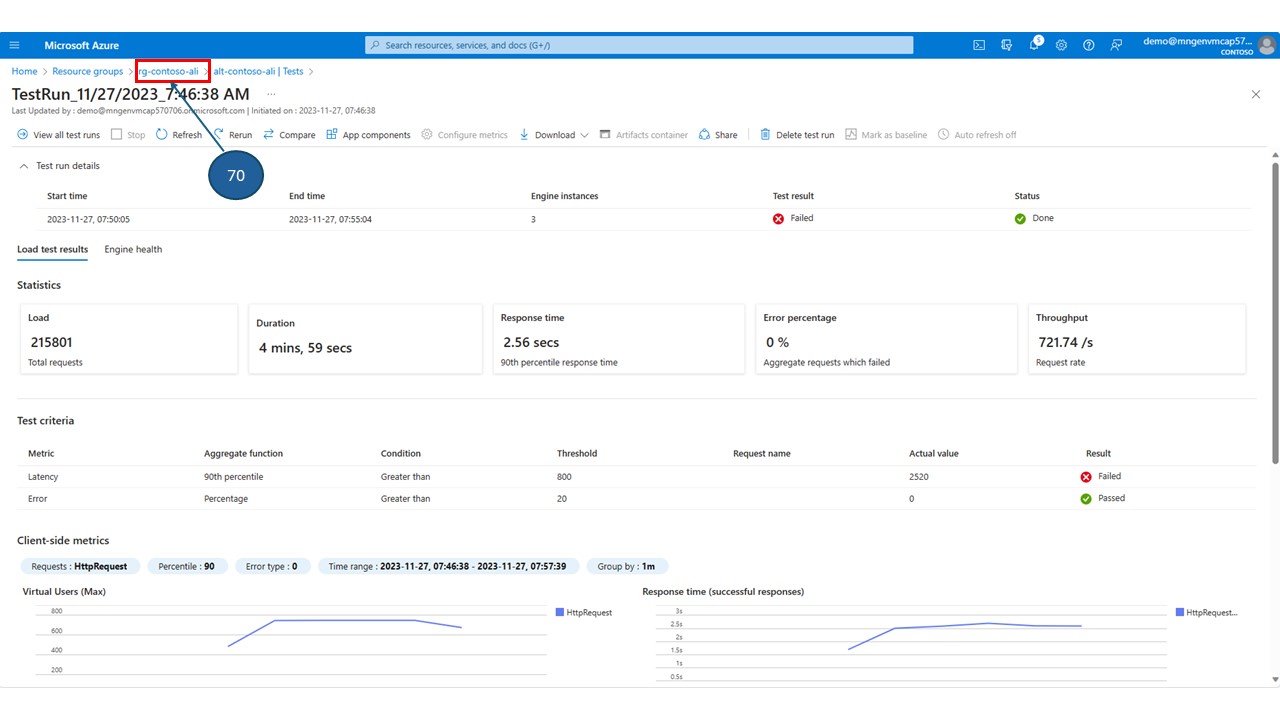 Microsoft Azure
Search resources, services, and docs (G+/)
5
demo@mngenvmcap57...
CONTOSO
Home > Resource groups > rg-contoso-ali > alt-contoso-ali | Tests >
TestRun_11/27/2023_7:46:38 AM ...
Last Updated by : demo@mngenvmcap570706.onmicrosoft.com | Initiated on : 2023-11-27, 07:46:38
View all test runs Stop Refresh Rerun Compare App components Configure metrics Download Artifacts container Share Delete test run Mark as baseline Auto refresh off
70
Test run details
Start time End time Engine instances Test result Status
2023-11-27, 07:50:05 2023-11-27, 07:55:04 3 Failed Done
Load test results Engine health
Statistics
Load
215801
Total requests
Duration
4 mins, 59 secs
Response time
2.56 secs
90th percentile response time
Error percentage
0 %
Aggregate requests which failed
Throughput
721.74 /s
Request rate
Test criteria
Metric Aggregate function Condition Threshold Request name Actual value Result
Latency 90th percentile Greater than 800 2520 Failed
Error Percentage Greater than 20 0 Passed
Client-side metrics
Requests : HttpRequest Percentile : 90 Error type : 0 Time range : 2023-11-27, 07:46:38 - 2023-11-27, 07:57:39 Group by : 1m
Virtual Users (Max)
800
600
400
200
HttpRequest
Response time (successful responses)
3s
2.5s
2s
1.5s
1s
0.5s
HttpRequest...